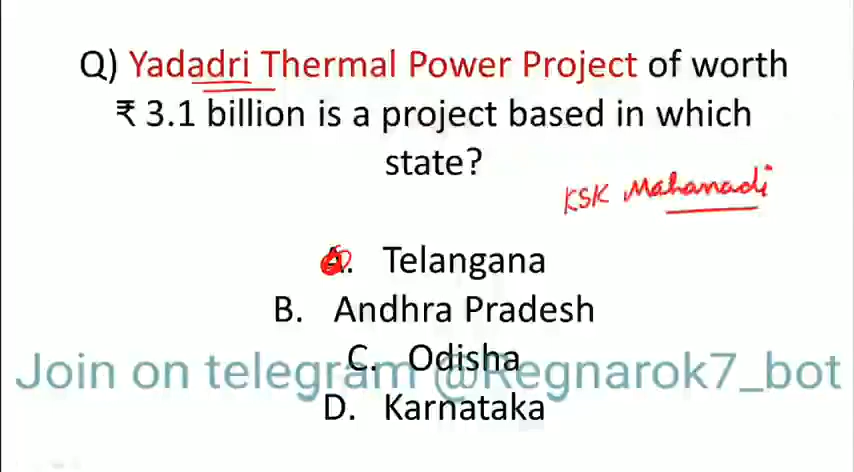 Q) Yadadri Thermal Power Project of worth
₹ 3.1 billion is a project based in which
state?
KSK Mahanadi
A. Telangana
B. Andhra Pradesh
C. Odisha
Join on telegram @Regnarok7_bot
D. Karnataka